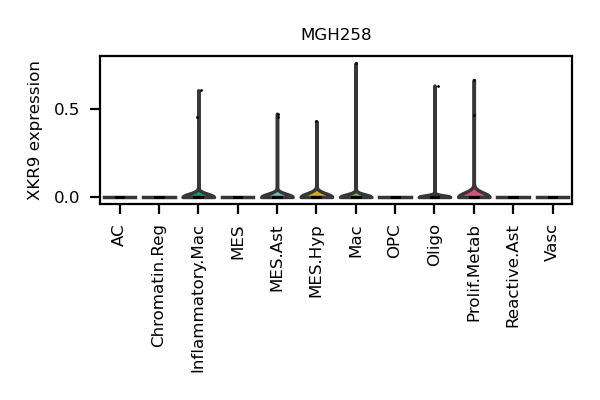 MGH258
XKR9 expression
0.5
0.0
AC
Chromatin.Reg
Inflammatory.Mac
MES
MES.Ast
MES.Hyp
Mac
OPC
Oligo
Prolif.Metab
Reactive.Ast
Vasc